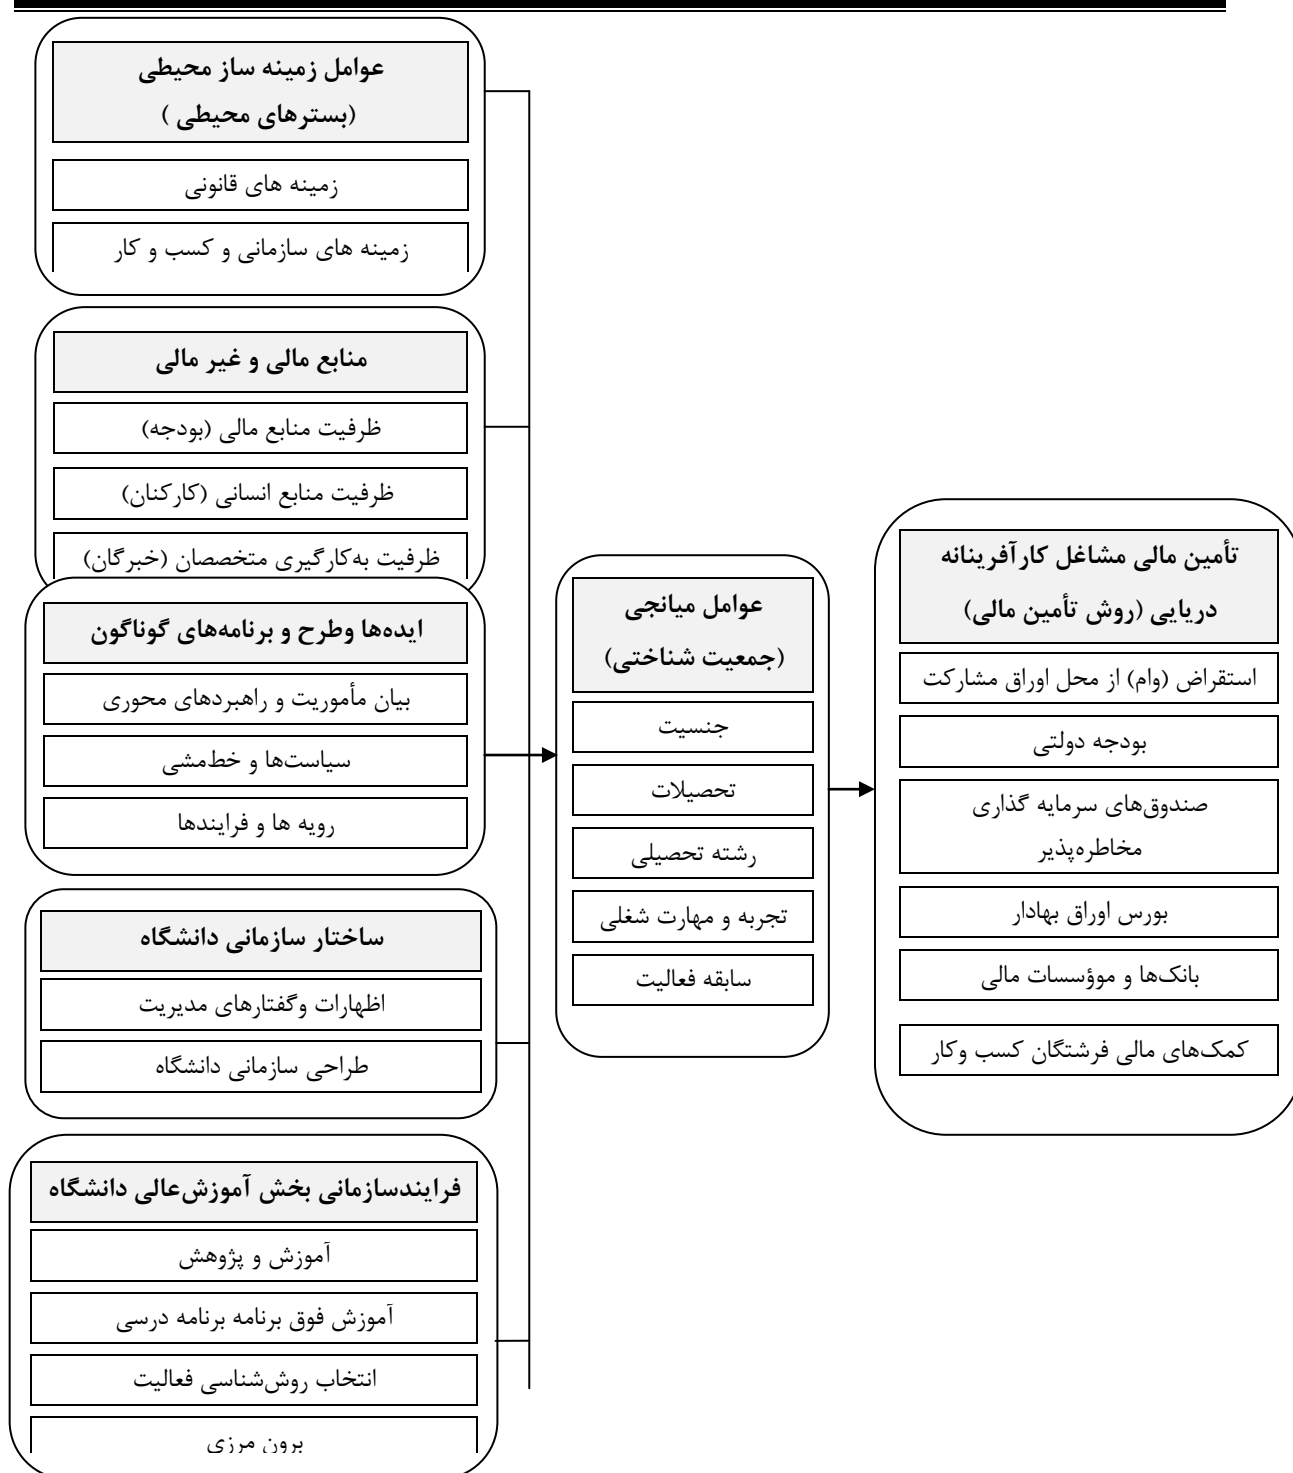 عوامل زمینه ساز محیطی
(بسترهای محیطی )
زمینه های قانونی
زمینه های سازمانی و کسب و کار
منابع مالی و غیر مالی
ظرفیت منابع مالی (بودجه)
ظرفیت منابع انسانی (کارکنان)
ظرفیت به‌کارگیری متخصصان (خبرگان)
ایده‌ها وطرح و برنامه‌های گوناگون
بیان مأموریت و راهبردهای محوری
سیاست‌ها و خط‌مشی
رویه ها و فرایندها
ساختار سازمانی دانشگاه
اظهارات وگفتارهای مدیریت
طراحی سازمانی دانشگاه
فرایندسازمانی بخش آموزش‌عالی دانشگاه
آموزش و پژوهش
آموزش فوق برنامه برنامه درسی
انتخاب روش‌شناسی فعالیت
برون مرزی
عوامل میانجی
(جمعیت شناختی)
جنسیت
تحصیلات
رشته تحصیلی
تجربه و مهارت شغلی
سابقه فعالیت
تأمین مالی مشاغل کارآفرینانه
دریایی (روش تأمین مالی)
استقراض (وام) از محل اوراق مشارکت
بودجه دولتی
صندوق‌های سرمایه گذاری
مخاطره‌پذیر
بورس اوراق بهادار
بانک‌ها و موؤسسات مالی
کمک‌های مالی فرشتگان کسب وکار